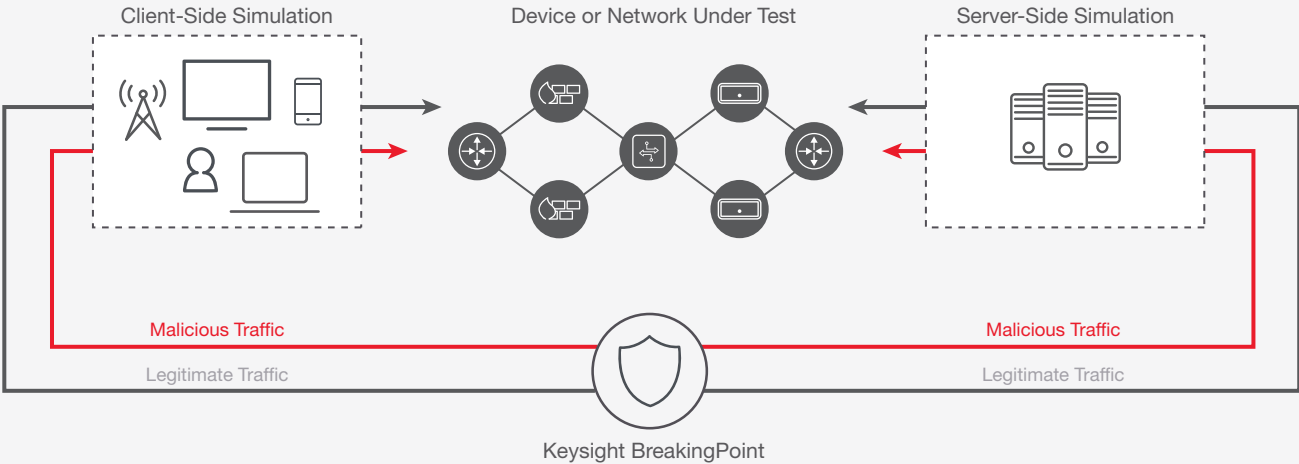 Client-Side Simulation
Device or Network Under Test
Server-Side Simulation
Malicious Traffic
Malicious Traffic
Legitimate Traffic
Legitimate Traffic
Keysight BreakingPoint